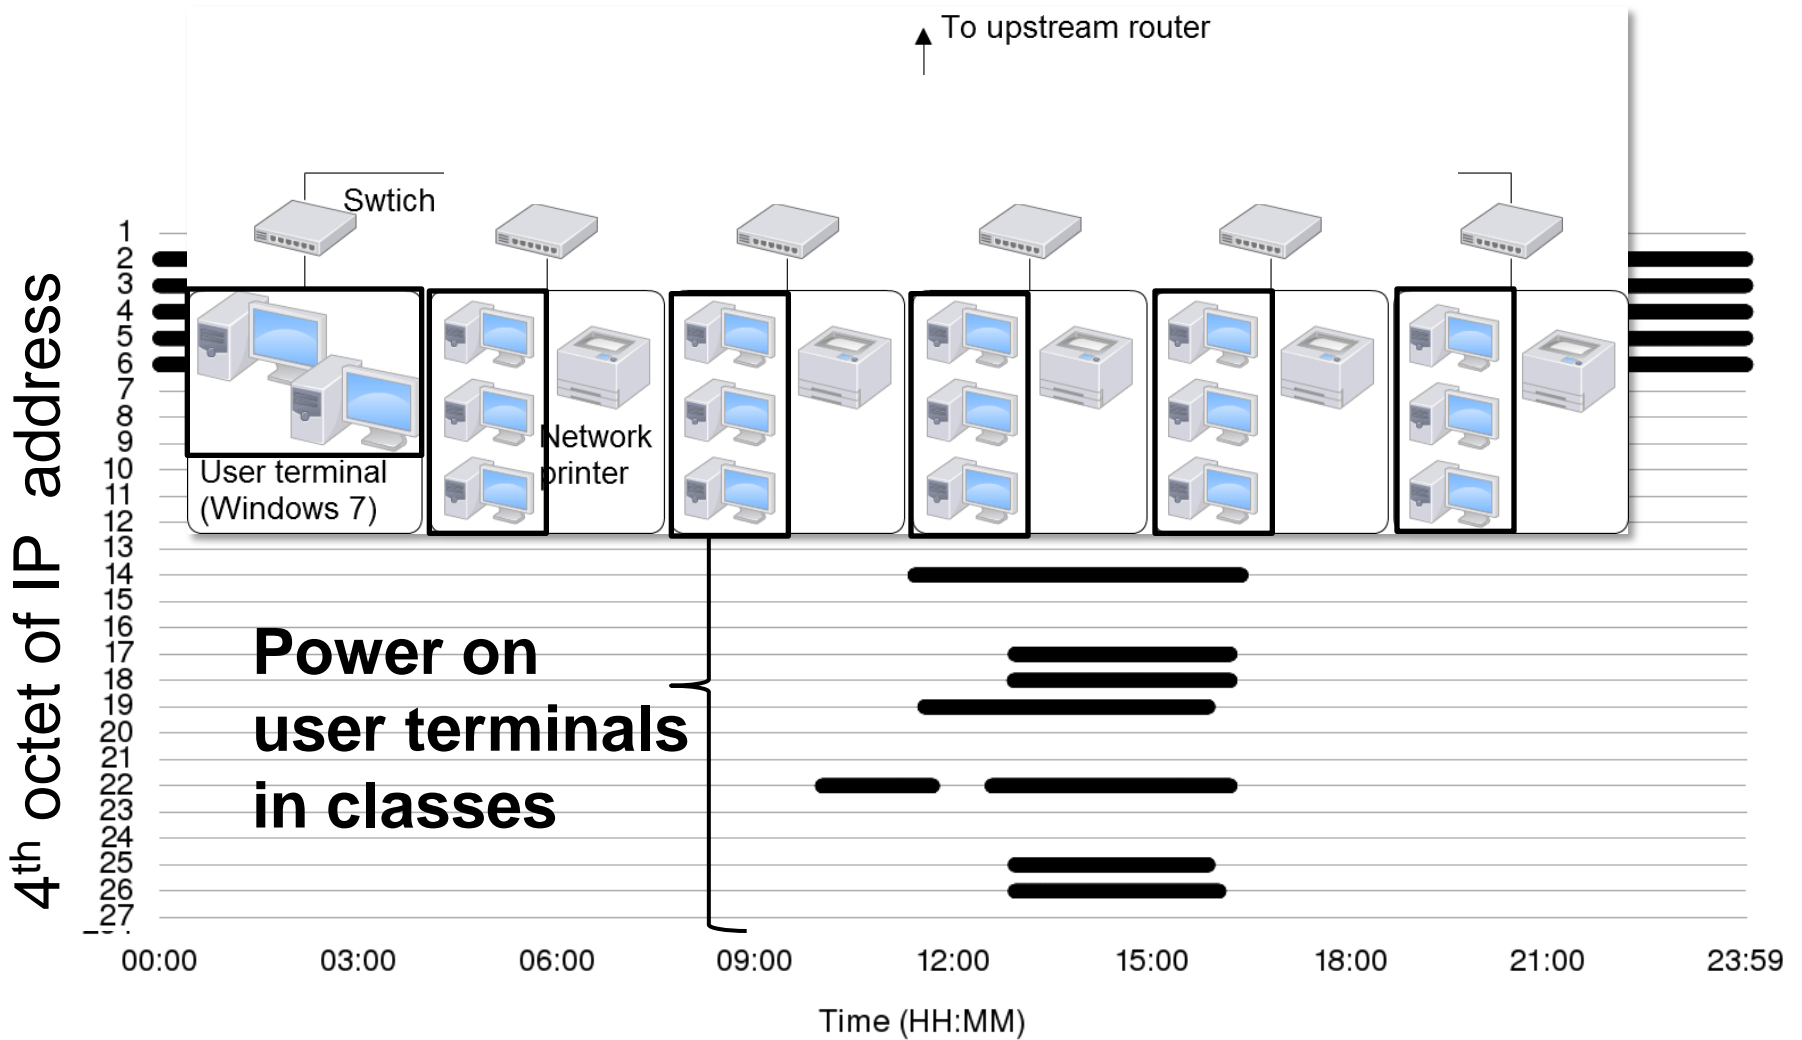 To upstream router
Swtich
1
2
3
4
5
6
7
8
9
10
11
12
13
14
15
16
17
18
19
20
21
22
23
24
25
26
27
4th octet of IP address
User terminal
(Windows 7)
Network
printer
Power on
user terminals
in classes
00:00 03:00 06:00 09:00 12:00 15:00 18:00 21:00 23:59
Time (HH:MM)